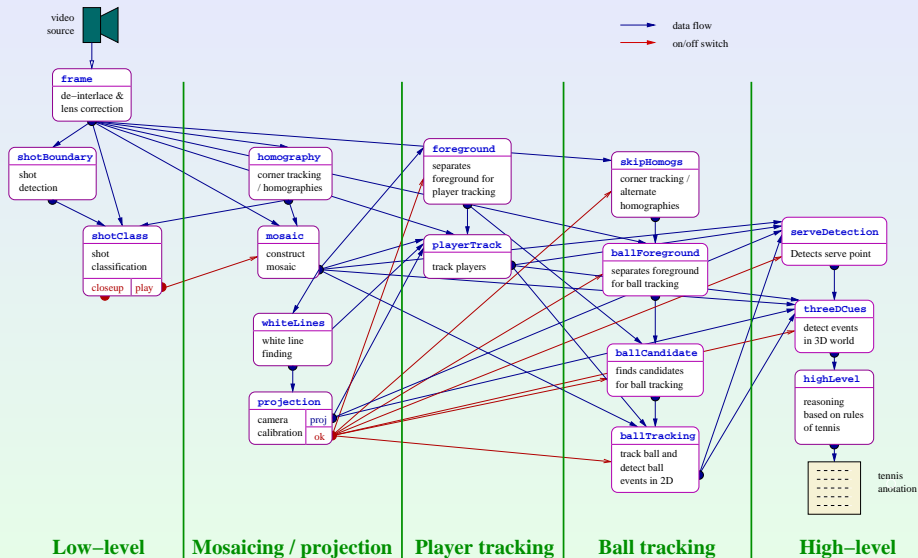 video
source
data flow
on/off switch
frame
de−interlace &
lens correction
shotBoundary
shot
detection
homography
corner tracking
/ homographies
foreground
separates
foreground for
player tracking
skipHomogs
corner tracking /
alternate
homographies
shotClass
shot
classification
closeup
play
mosaic
construct
mosaic
playerTrack
track players
ballForeground
separates foreground
for ball tracking
serveDetection
Detects serve point
whiteLines
white line
finding
threeDCues
detect events
in 3D world
ballCandidate
finds candidates
for ball tracking
projection
camera
calibration
proj
ok
highLevel
reasoning
based on rules
of tennis
ballTracking
track ball and
detect ball
events in 2D
tennis
anotation
Low−level
Mosaicing / projection
Player tracking
Ball tracking
High−level